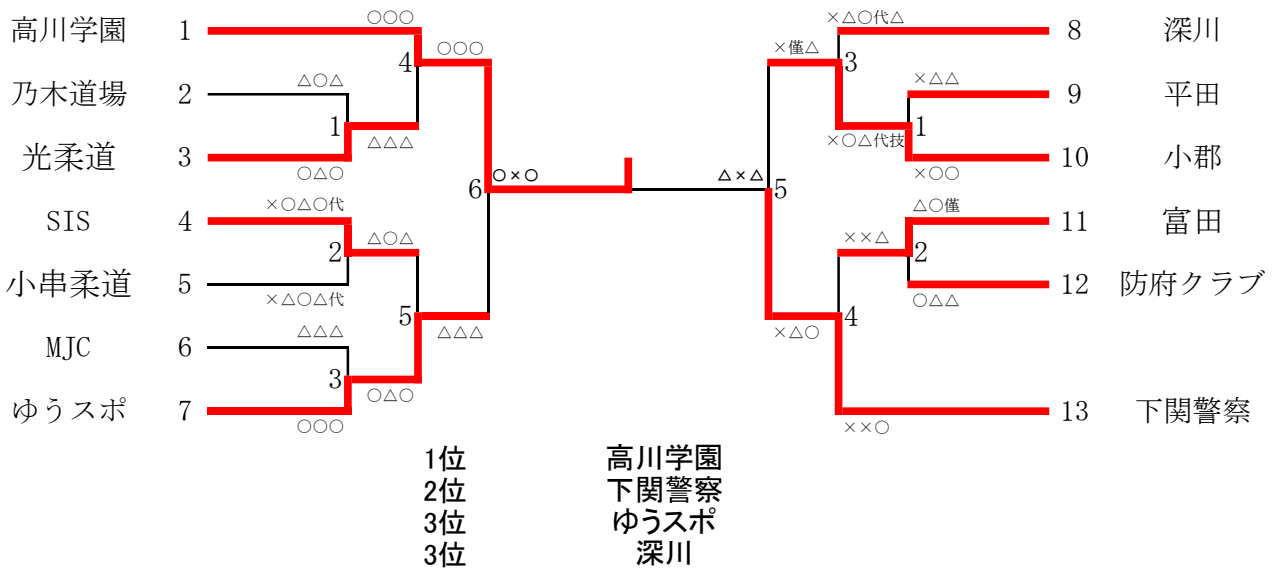 高川学園 1 ○○○
4 ○○○
乃木道場 2 △○△
1 △△△
光柔道 3 ○△○
6 ○×○
SIS 4 ×○△○代
2 △○△
小串柔道 5 ×△○△代
5 △△△
MJC 6 △△△
3 ○△○
ゆうスポ 7 ○○○
×△○代△ 8 深川
×僅△ 3
×△△ 9 平田
×○△代技 1
×○○ 10 小郡
△×△ 5
△○僅 11 富田
××△ 2
○△△ 12 防府クラブ
×△○ 4
××○ 13 下関警察
1位 高川学園
2位 下関警察
3位 ゆうスポ
3位 深川